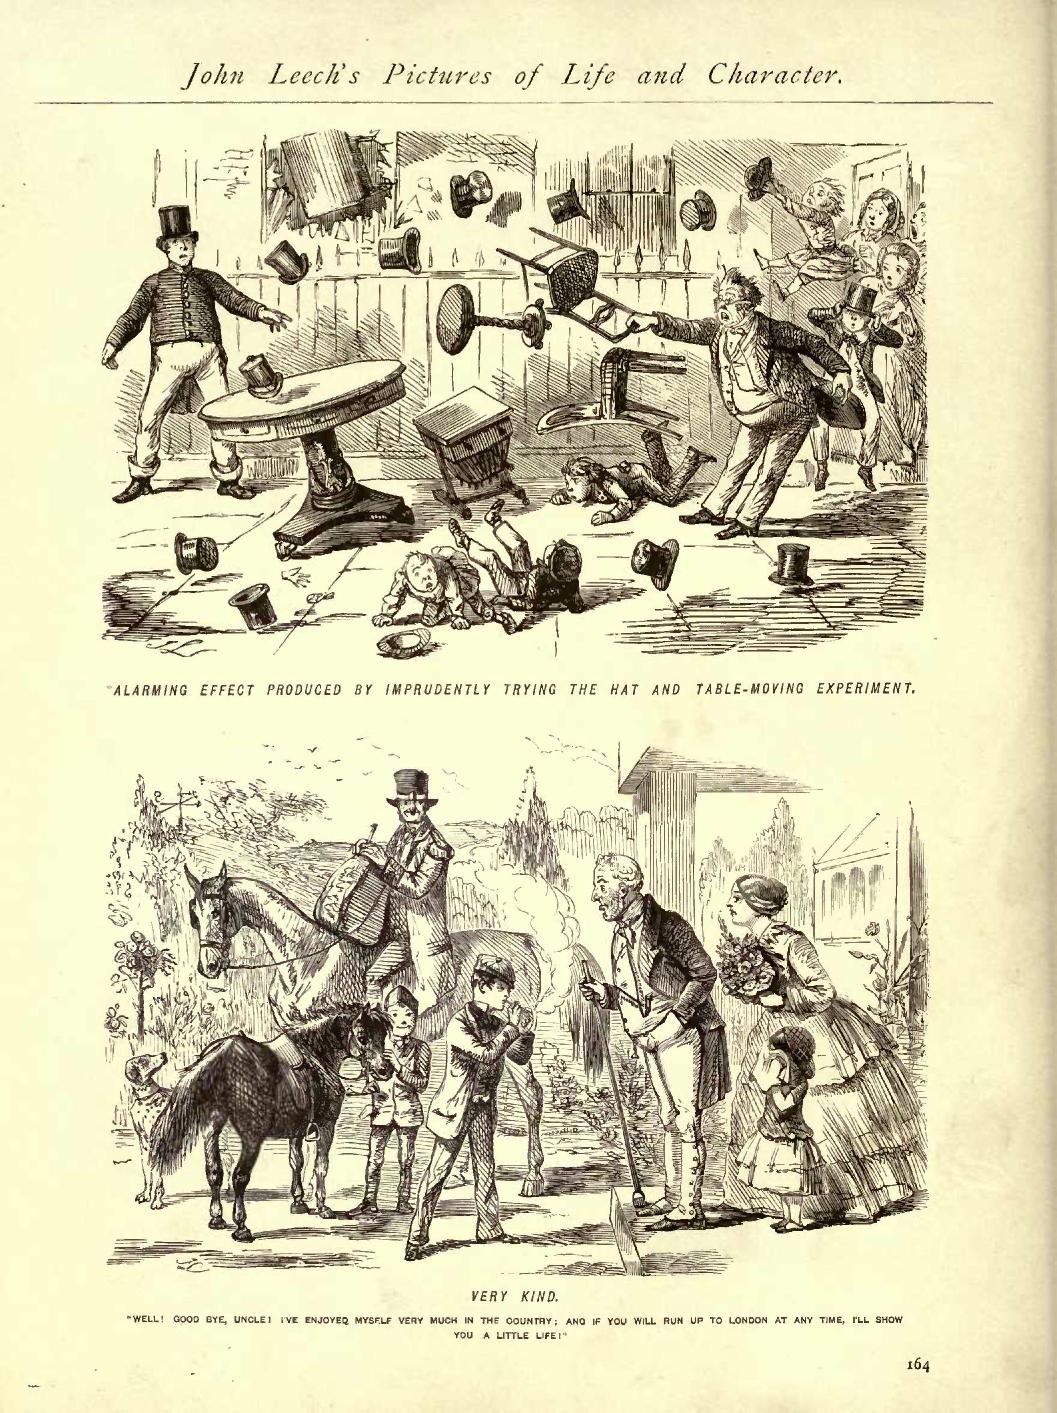 John Leech's Pictures of Life and Character.
ALARMING EFFECT PRODUCED BY IMPRUDENTLY TRYING THE HAT AND TABLE-MOVING EXPERIMENT.
VERY KIND.
"WELL! GOOD BYE, UNCLE! I'VE ENJOYED MYSELF VERY MUCH IN THE COUNTRY; AND IF YOU WILL RUN UP TO LONDON AT ANY TIME, I'LL SHOW
YOU A LITTLE LIFE!"
164